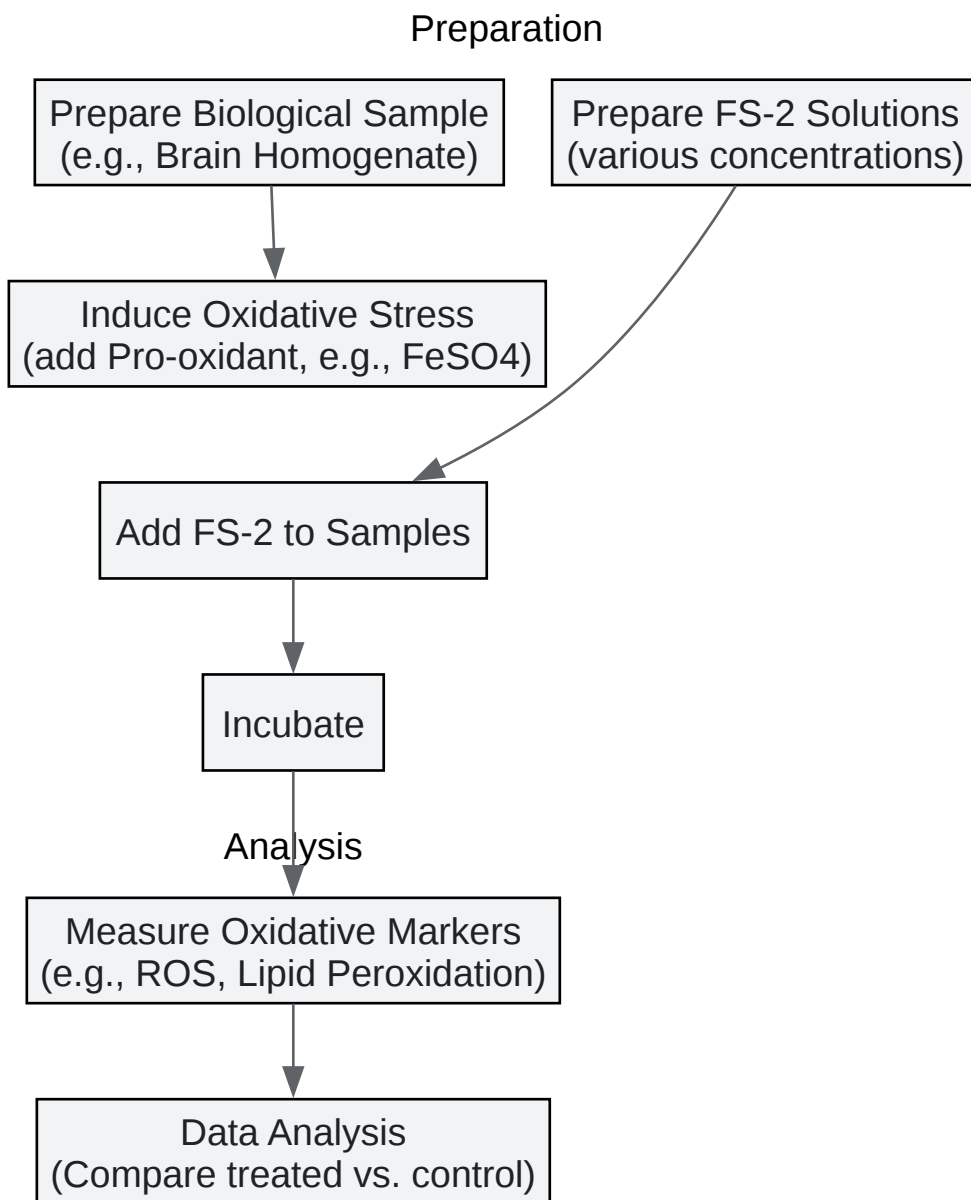 Preparation
Prepare Biological Sample
(e.g., Brain Homogenate)
Prepare FS-2 Solutions
(various concentrations)
Induce Oxidative Stress
(add Pro-oxidant, e.g., FeSO4)
Add FS-2 to Samples
Incubate
Analysis
Measure Oxidative Markers
(e.g., ROS, Lipid Peroxidation)
Data Analysis
(Compare treated vs. control)